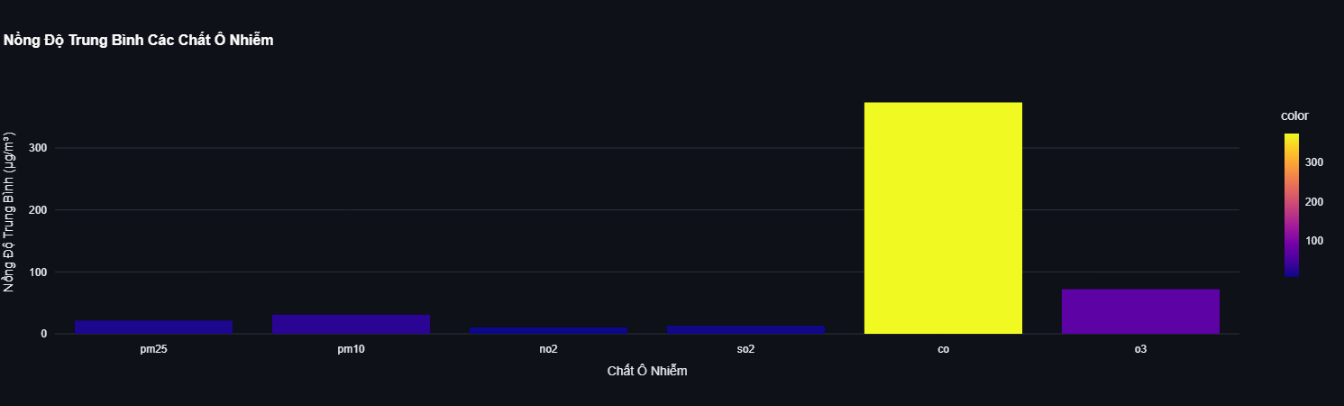 Nồng Độ Trung Bình Các Chất Ô Nhiễm
color
Nồng Độ Trung Bình (µg/m³)
300
200
100
0
300
200
100
pm25
pm10
no2
so2
co
o3
Chất Ô Nhiễm